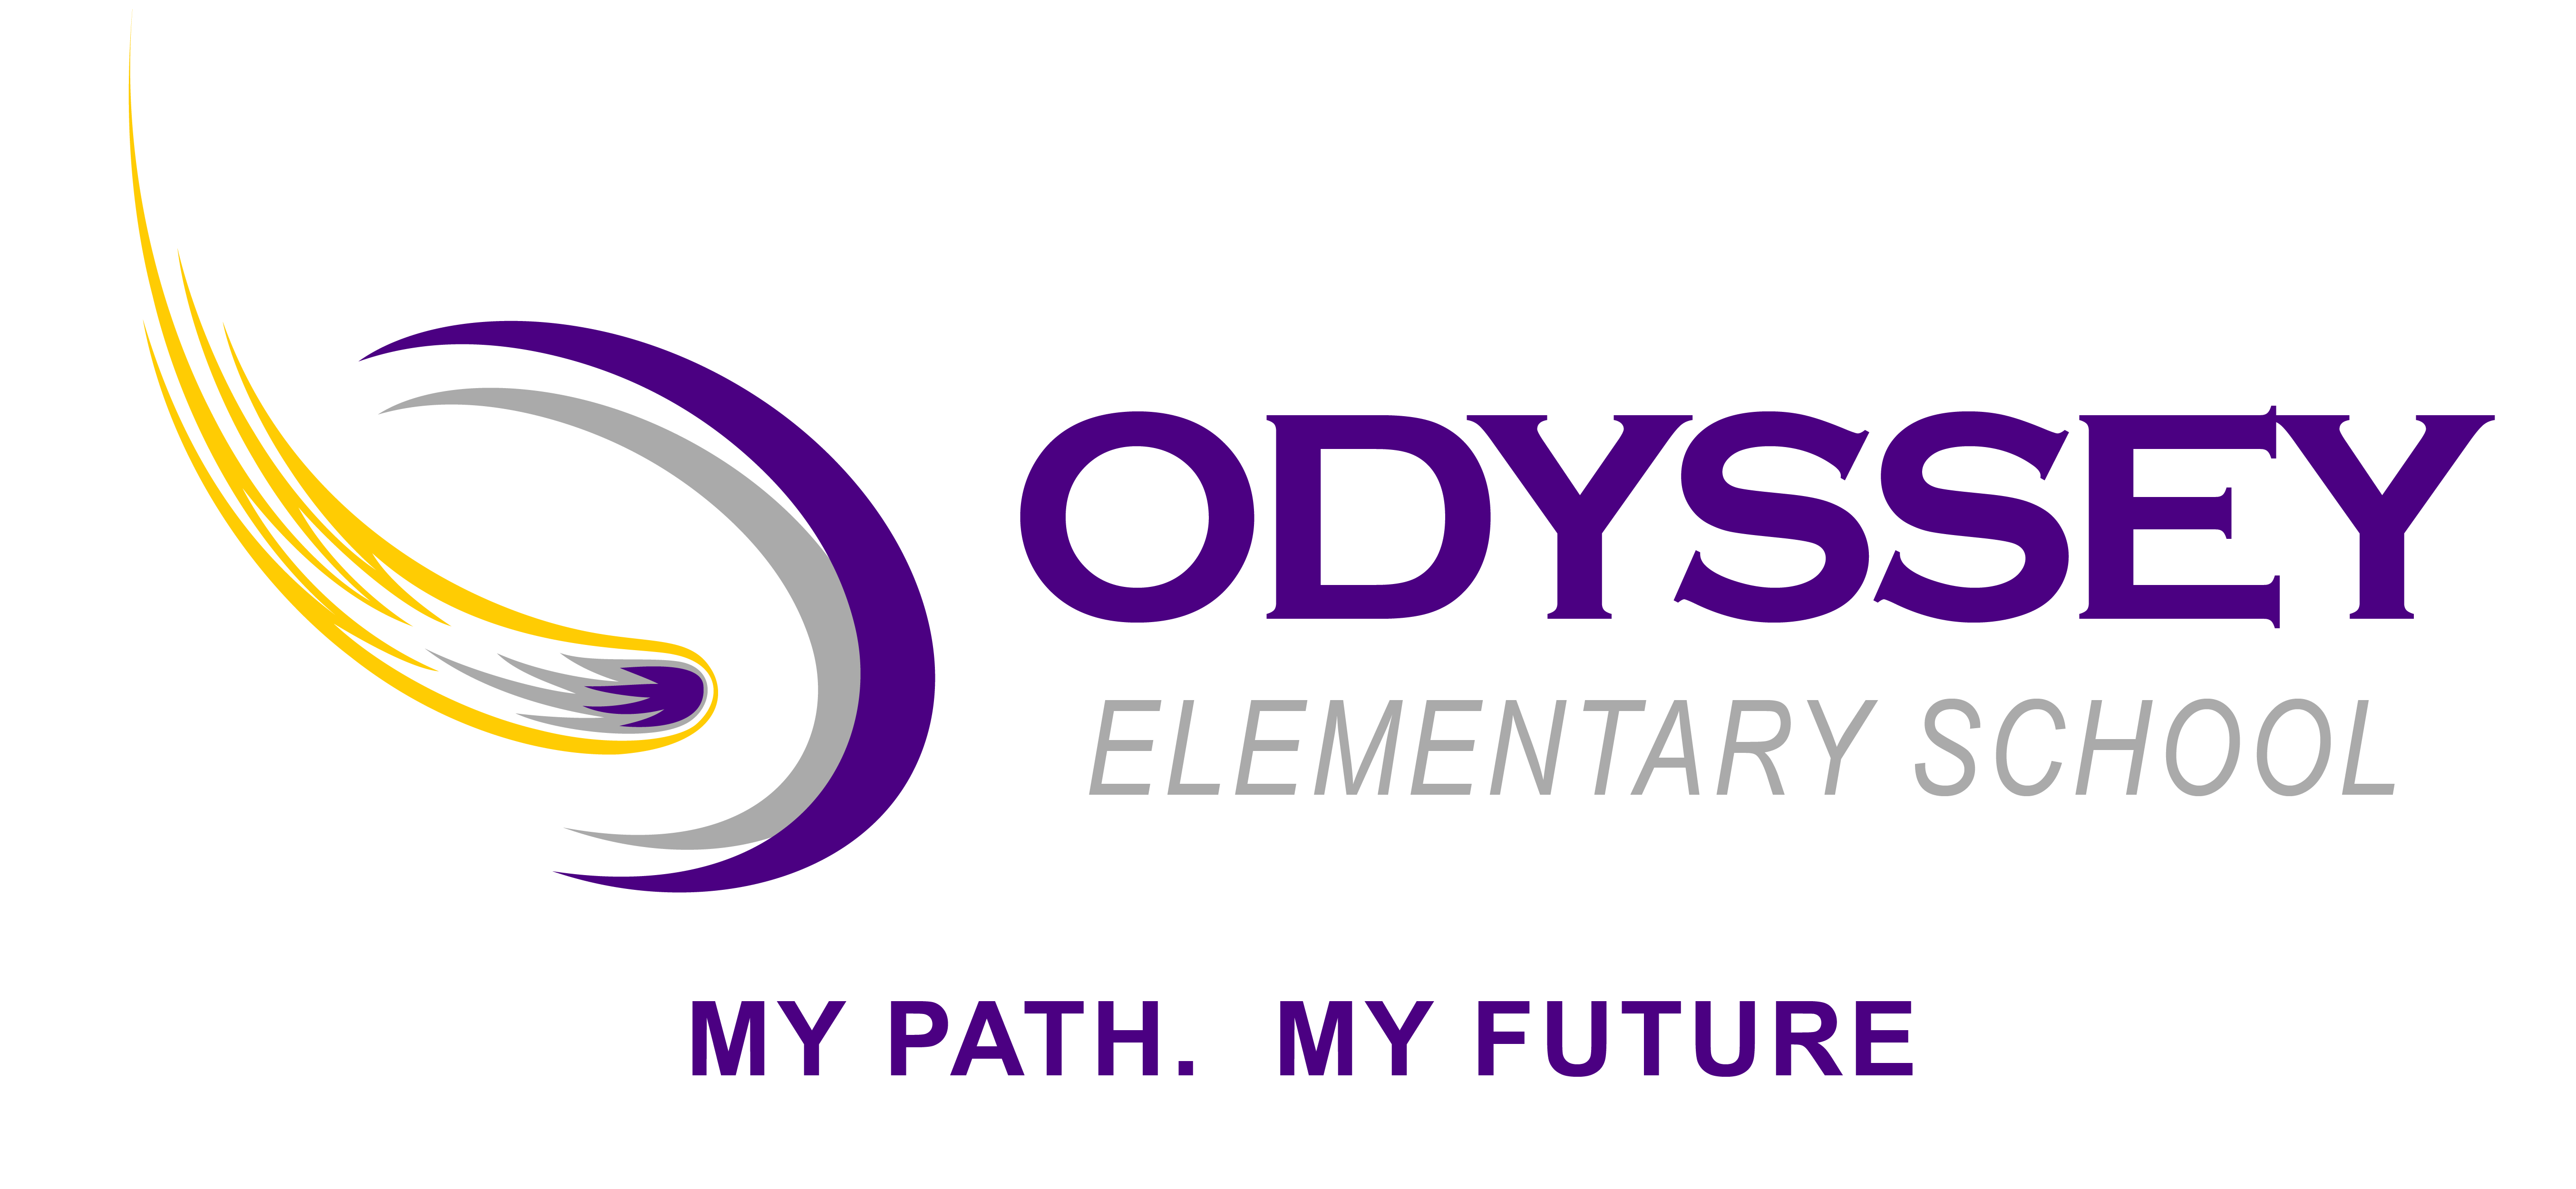 ODYSSEY
ELEMENTARY SCHOOL
MY PATH.  MY FUTURE